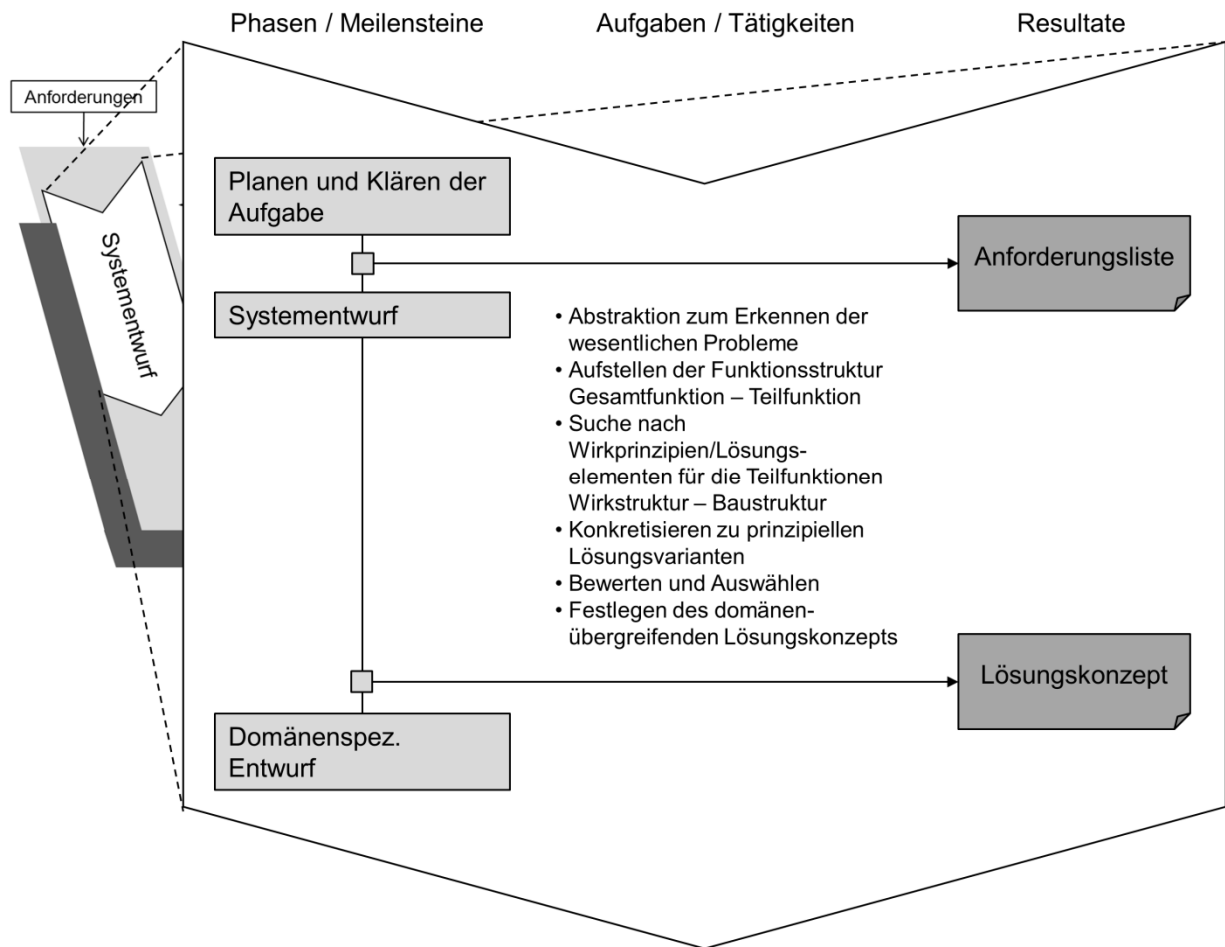 Phasen / Meilensteine
Aufgaben / Tätigkeiten
Resultate
Anforderungen
Systementwurf
Planen und Klären der
Aufgabe
Anforderungsliste
Systementwurf
• Abstraktion zum Erkennen der
wesentlichen Probleme
• Aufstellen der Funktionsstruktur
Gesamtfunktion – Teilfunktion
• Suche nach
Wirkprinzipien/Lösungs-
elementen für die Teilfunktionen
Wirkstruktur – Baustruktur
• Konkretisieren zu prinzipiellen
Lösungsvarianten
• Bewerten und Auswählen
• Festlegen des domänen-
übergreifenden Lösungskonzepts
Lösungskonzept
Domänenspez.
Entwurf